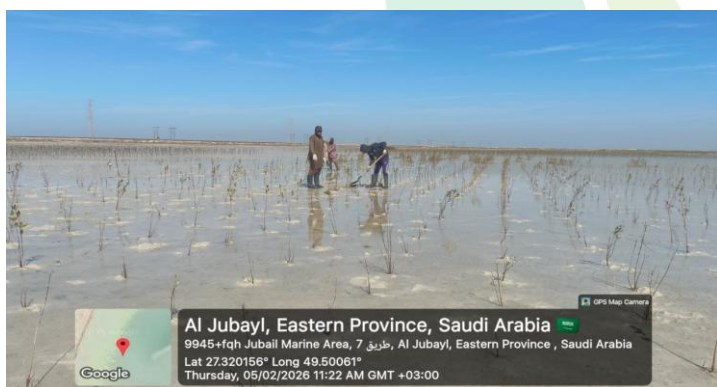 GPS Map Camera
Al Jubayl, Eastern Province, Saudi Arabia 🇸🇦
9945+fqh Jubail Marine Area, 7 طريق, Al Jubayl, Eastern Province , Saudi Arabia
Lat 27.320156° Long 49.50061°
Thursday, 05/02/2026 11:22 AM GMT +03:00
Google